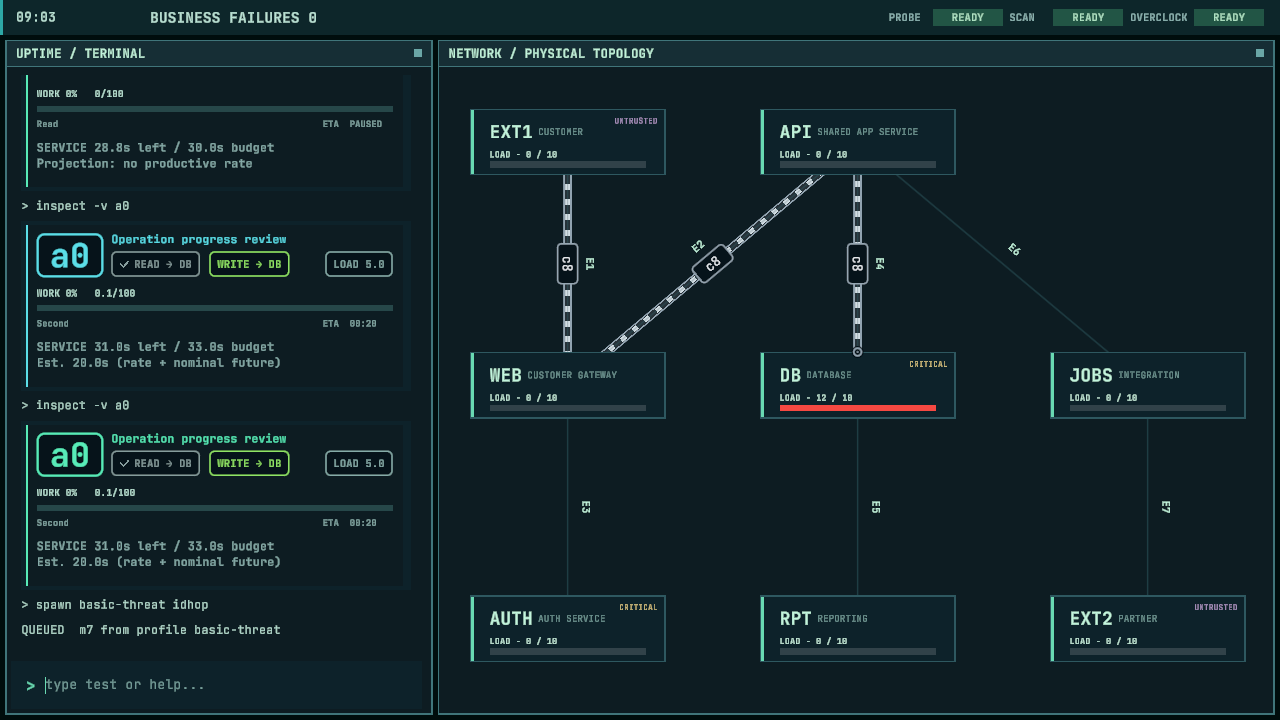 09:03 BUSINESS FAILURES 0 PROBE READY SCAN READY OVERCLOCK READY
UPTIME / TERMINAL
WORK 0% 0/100
Read ETA PAUSED
SERVICE 28.8s left / 30.0s budget
Projection: no productive rate
> inspect -v a0
a0 Operation progress review
✓ READ → DB WRITE → DB LOAD 5.0
WORK 0% 0.1/100
Second ETA 00:20
SERVICE 31.0s left / 33.0s budget
Est. 20.0s (rate + nominal future)
> inspect -v a0
a0 Operation progress review
✓ READ → DB WRITE → DB LOAD 5.0
WORK 0% 0.1/100
Second ETA 00:20
SERVICE 31.0s left / 33.0s budget
Est. 20.0s (rate + nominal future)
> spawn basic-threat idhop
QUEUED m7 from profile basic-threat
> type test or help...
NETWORK / PHYSICAL TOPOLOGY
UNTRUSTED
EXT1 CUSTOMER
LOAD - 0 / 10
API SHARED APP SERVICE
LOAD - 0 / 10
c8 E1
c8 E2
c8 E4
E6
WEB CUSTOMER GATEWAY
LOAD - 0 / 10
CRITICAL
DB DATABASE
LOAD - 12 / 10
JOBS INTEGRATION
LOAD - 0 / 10
E3
E5
E7
CRITICAL
AUTH AUTH SERVICE
LOAD - 0 / 10
RPT REPORTING
LOAD - 0 / 10
UNTRUSTED
EXT2 PARTNER
LOAD - 0 / 10